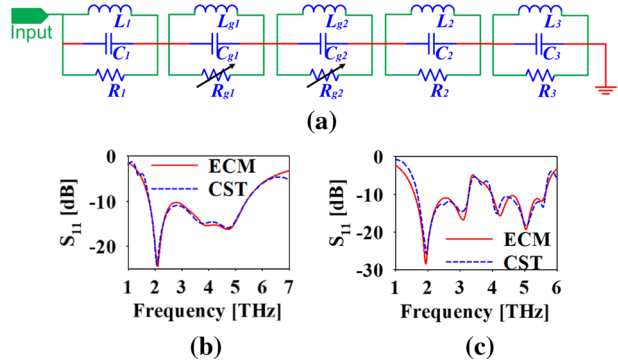 Input
L1 Lg1 Lg2 L2 L3
C1 Cg1 Cg2 C2 C3
R1 Rg1 Rg2 R2 R3
(a)
0
-10
-20
S11 [dB]
ECM
CST
1 2 3 4 5 6 7
Frequency [THz]
(b)
0
-10
-20
-30
S11 [dB]
ECM
CST
1 2 3 4 5 6
Frequency [THz]
(c)